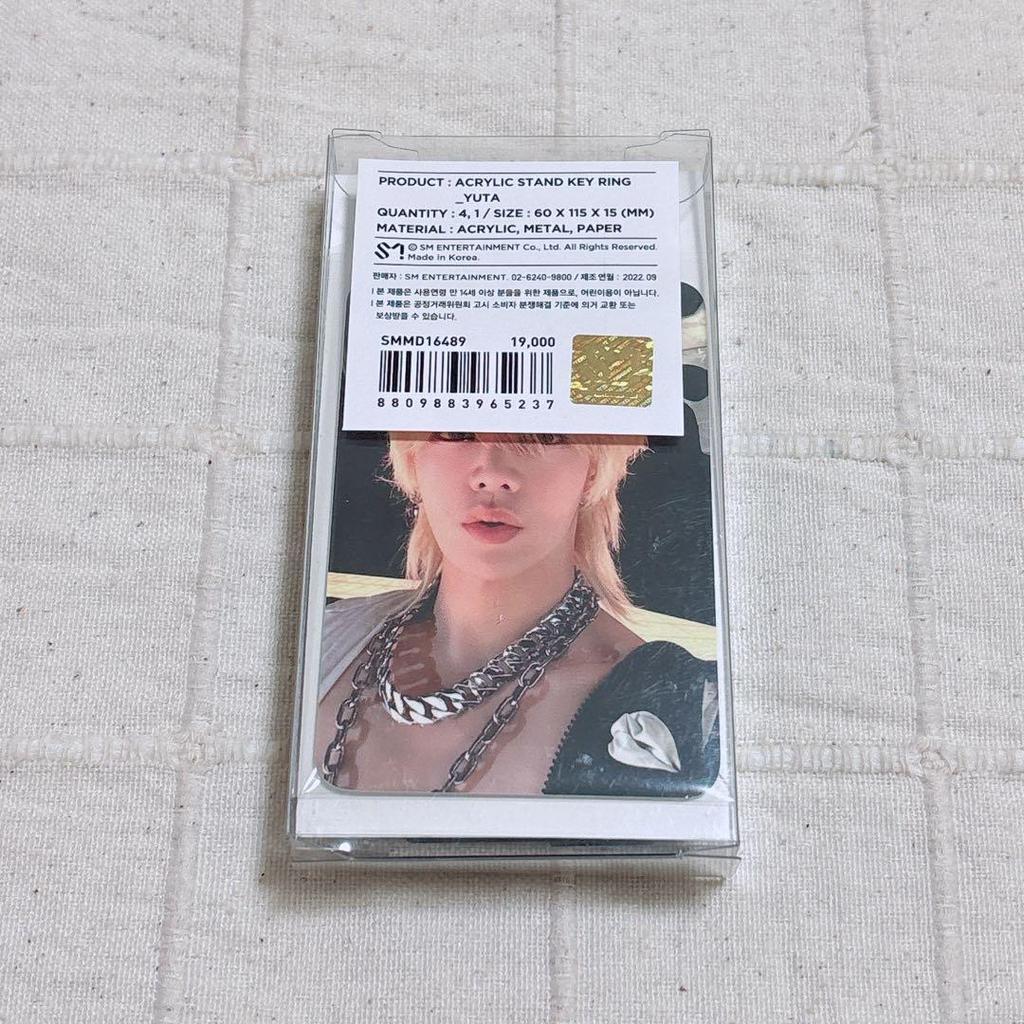 PRODUCT : ACRYLIC STAND KEY RING
_YUTA
QUANTITY : 4, 1 / SIZE : 60 X 115 X 15 (MM)
MATERIAL : ACRYLIC, METAL, PAPER
SM
© SM ENTERTAINMENT Co., Ltd. All Rights Reserved.
Made in Korea.
판매자 : SM ENTERTAINMENT. 02-6240-9800 / 제조연월 : 2022.09
| 본 제품은 사용연령 만 14세 이상 분들을 위한 제품으로, 어린이용이 아닙니다.
| 본 제품은 공정거래위원회 고시 소비자 분쟁해결 기준에 의거 교환 또는
보상받을 수 있습니다.
SMMD16489 19,000
8809883965237